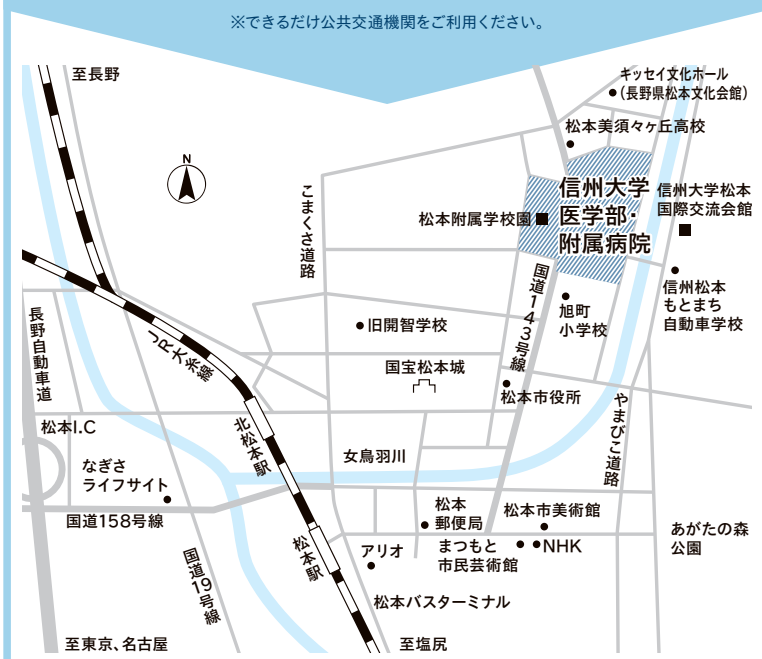 ※できるだけ公共交通機関をご利用ください。
至長野
キッセイ文化ホール
(長野県松本文化会館)
松本美須々ヶ丘高校
N
こまくさ道路
松本附属学校園
信州大学
医学部・
附属病院
信州大学松本
国際交流会館
国道143号線
信州松本
もとまち
自動車学校
旭町
小学校
長野自動車道
JR大糸線
旧開智学校
国宝松本城
松本市役所
やまびこ道路
松本I.C
北松本駅
女鳥羽川
なぎさ
ライフサイト
国道158号線
国道19号線
松本駅
松本
郵便局
松本市美術館
あがたの森
公園
アリオ
まつもと
市民芸術館
NHK
松本バスターミナル
至東京、名古屋
至塩尻